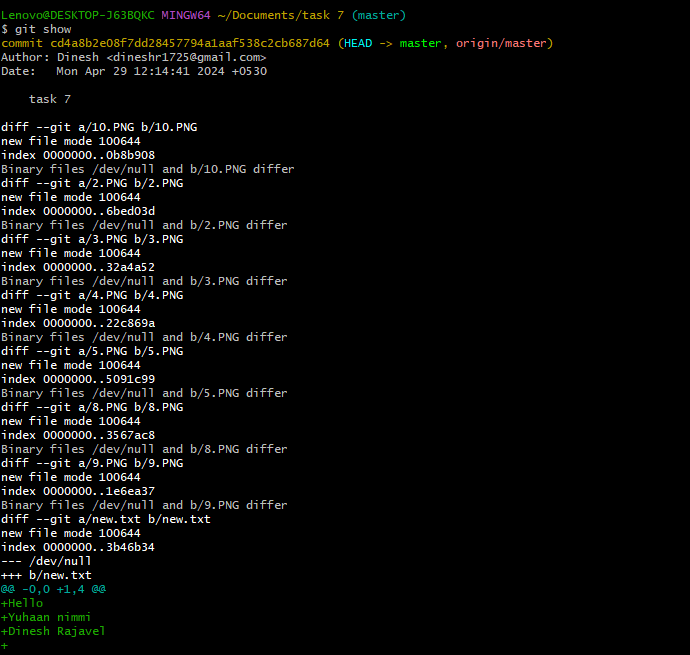 Lenovo@DESKTOP-J63BQKC MINGW64 ~/Documents/task 7 (master)
$ git show
commit cd4a8b2e08f7dd28457794a1aaf538c2cb687d64 (HEAD -> master, origin/master)
Author: Dinesh <dineshr1725@gmail.com>
Date:   Mon Apr 29 12:14:41 2024 +0530

    task 7

diff --git a/10.PNG b/10.PNG
new file mode 100644
index 0000000..0b8b908
Binary files /dev/null and b/10.PNG differ
diff --git a/2.PNG b/2.PNG
new file mode 100644
index 0000000..6bed03d
Binary files /dev/null and b/2.PNG differ
diff --git a/3.PNG b/3.PNG
new file mode 100644
index 0000000..32a4a52
Binary files /dev/null and b/3.PNG differ
diff --git a/4.PNG b/4.PNG
new file mode 100644
index 0000000..22c869a
Binary files /dev/null and b/4.PNG differ
diff --git a/5.PNG b/5.PNG
new file mode 100644
index 0000000..5091c99
Binary files /dev/null and b/5.PNG differ
diff --git a/8.PNG b/8.PNG
new file mode 100644
index 0000000..3567ac8
Binary files /dev/null and b/8.PNG differ
diff --git a/9.PNG b/9.PNG
new file mode 100644
index 0000000..1e6ea37
Binary files /dev/null and b/9.PNG differ
diff --git a/new.txt b/new.txt
new file mode 100644
index 0000000..3b46b34
--- /dev/null
+++ b/new.txt
@@ -0,0 +1,4 @@
+Hello
+Yuhaan nimmi
+Dinesh Rajavel
+